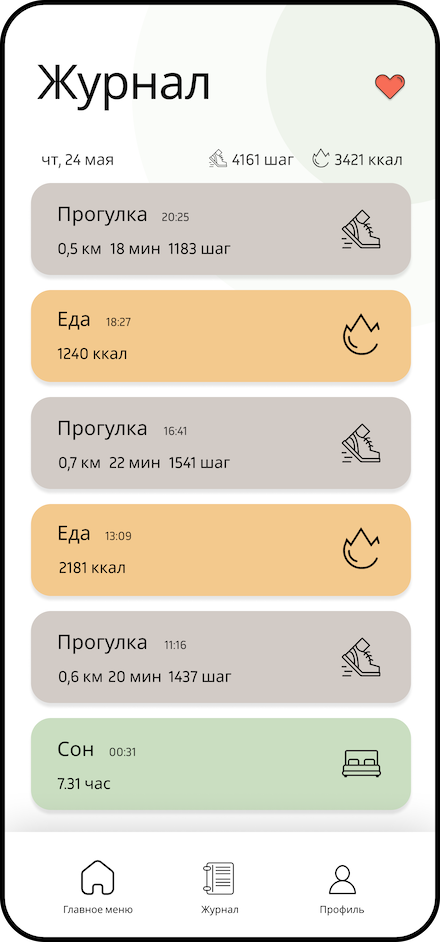 Журнал
чт, 24 мая 4161 шаг 3421 ккал
Прогулка 20:25
0,5 км 18 мин 1183 шаг
Еда 18:27
1240 ккал
Прогулка 16:41
0,7 км 22 мин 1541 шаг
Еда 13:09
2181 ккал
Прогулка 11:16
0,6 км 20 мин 1437 шаг
Сон 00:31
7.31 час
Главное меню Журнал Профиль